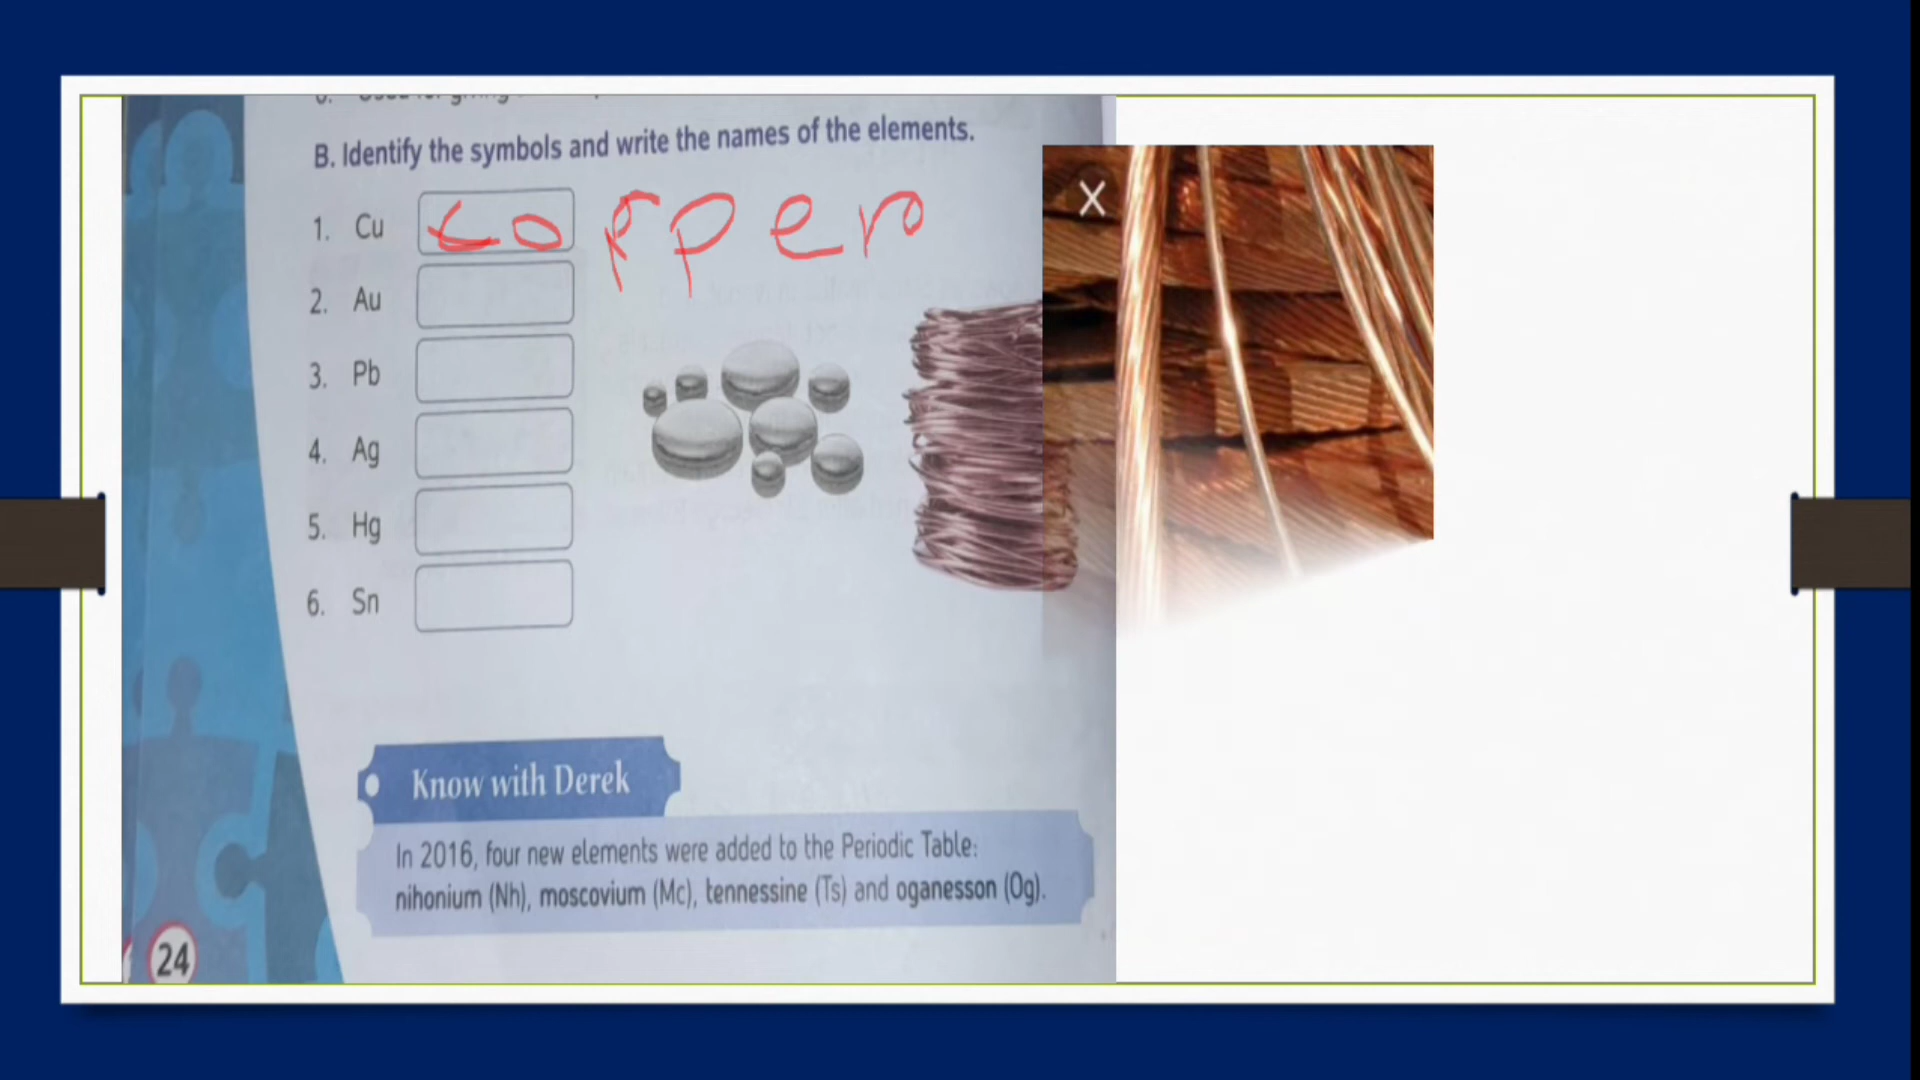 B. Identify the symbols and write the names of the elements.
1. Cu copper
2. Au
3. Pb
4. Ag
5. Hg
6. Sn
Know with Derek
In 2016, four new elements were added to the Periodic Table:
nihonium (Nh), moscovium (Mc), tennessine (Ts) and oganesson (Og).
24
X